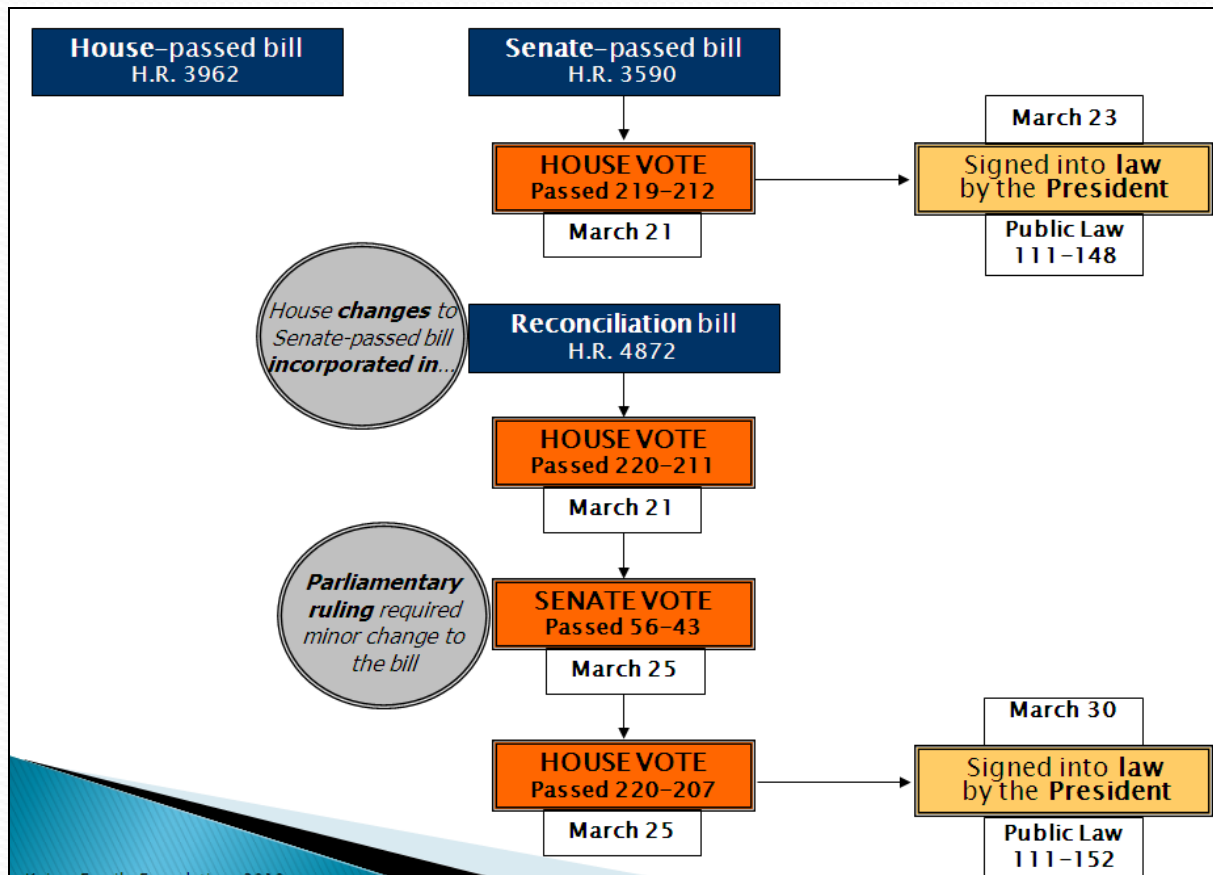 House-passed bill
H.R. 3962
Senate-passed bill
H.R. 3590
HOUSE VOTE
Passed 219-212
March 21
March 23
Signed into law
by the President
Public Law
111-148
House changes to
Senate-passed bill
incorporated in...
Reconciliation bill
H.R. 4872
HOUSE VOTE
Passed 220-211
March 21
Parliamentary
ruling required
minor change to
the bill
SENATE VOTE
Passed 56-43
March 25
HOUSE VOTE
Passed 220-207
March 25
March 30
Signed into law
by the President
Public Law
111-152